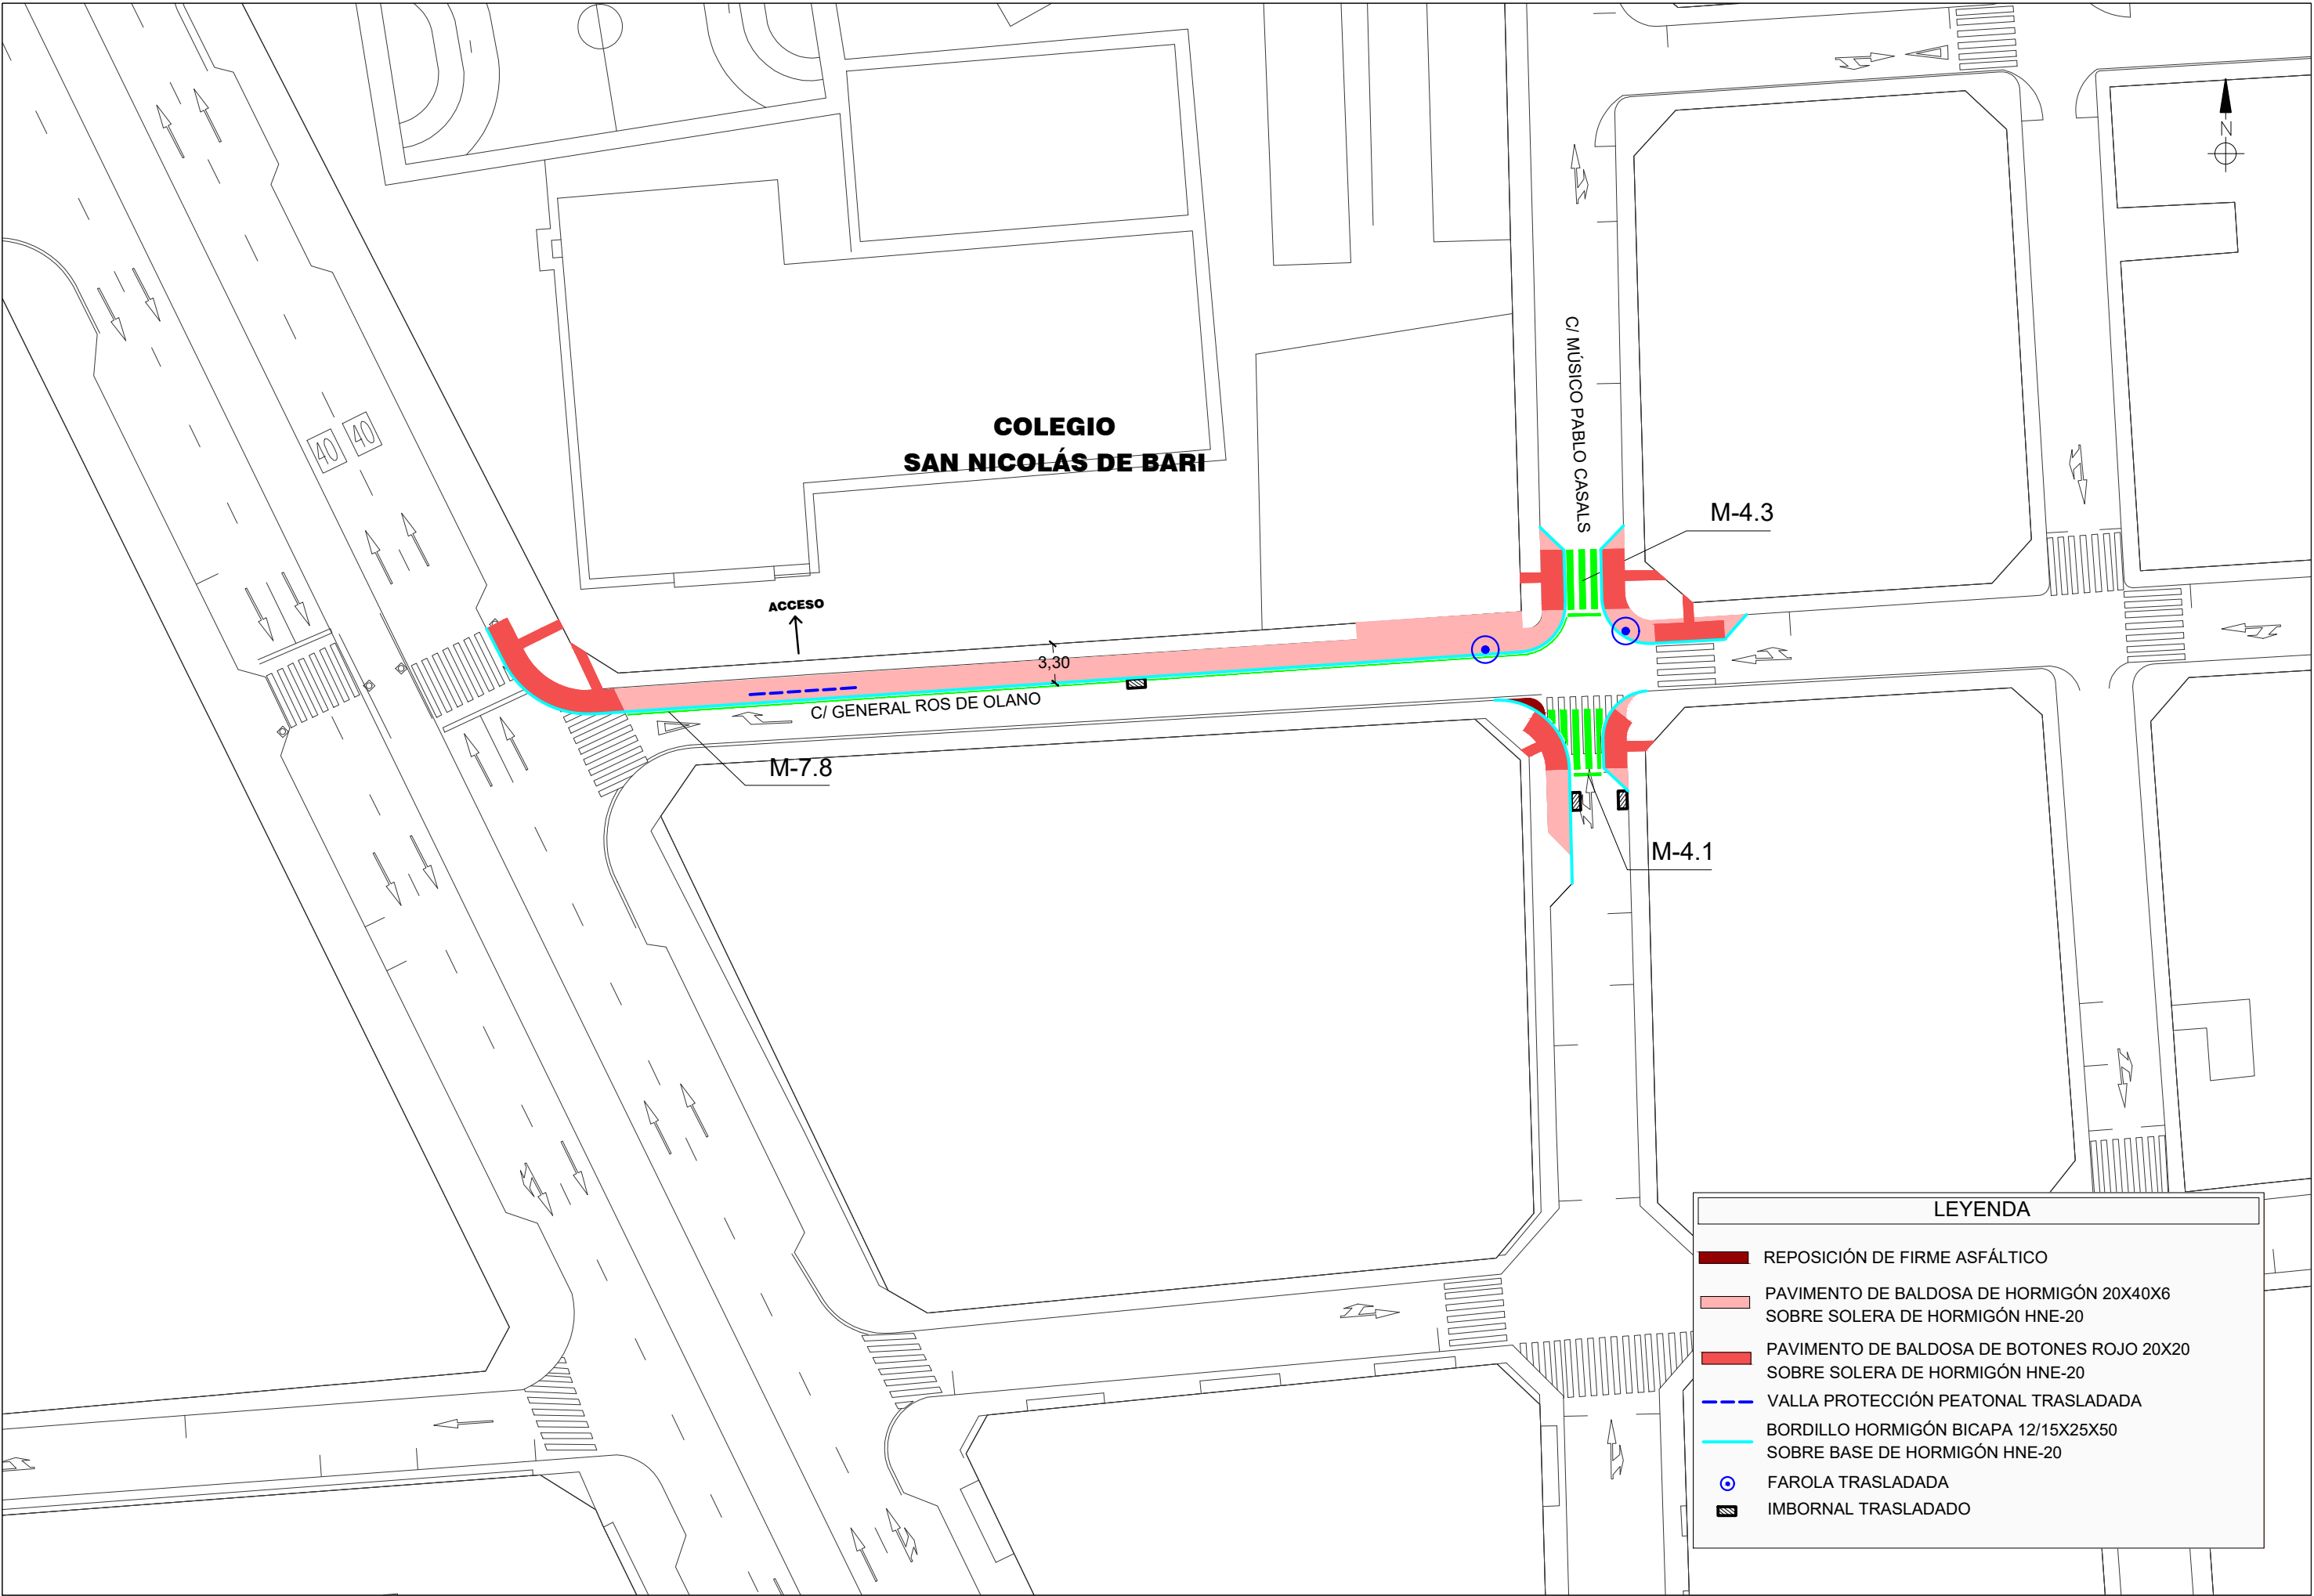 N
40
40
COLEGIO
SAN NICOLÁS DE BARI
C/ MÚSICO PABLO CASALS
M-4.3
ACCESO
3,30
C/ GENERAL ROS DE OLANO
M-7.8
M-4.1
LEYENDA
REPOSICIÓN DE FIRME ASFÁLTICO
PAVIMENTO DE BALDOSA DE HORMIGÓN 20X40X6
SOBRE SOLERA DE HORMIGÓN HNE-20
PAVIMENTO DE BALDOSA DE BOTONES ROJO 20X20
SOBRE SOLERA DE HORMIGÓN HNE-20
VALLA PROTECCIÓN PEATONAL TRASLADADA
BORDILLO HORMIGÓN BICAPA 12/15X25X50
SOBRE BASE DE HORMIGÓN HNE-20
FAROLA TRASLADADA
IMBORNAL TRASLADADO